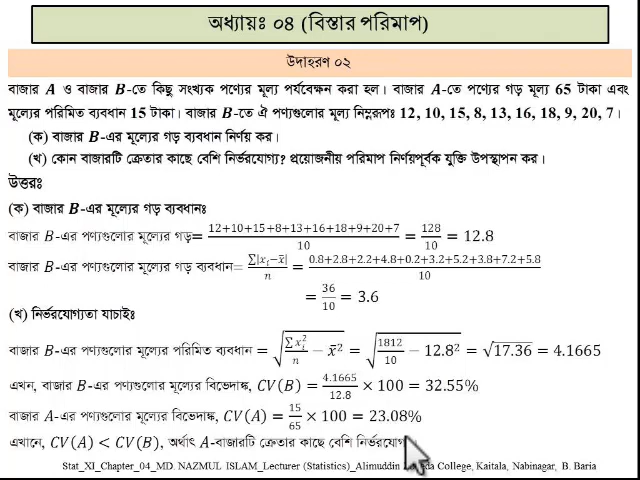 অধ্যায়ঃ ০৪ (বিস্তার পরিমাপ)
উদাহরণ ০২
বাজার A ও বাজার B-তে কিছু সংখ্যক পণ্যের মূল্য পর্যবেক্ষন করা হল। বাজার A-তে পণ্যের গড় মূল্য 65 টাকা এবং
মূল্যের পরিমিত ব্যবধান 15 টাকা। বাজার B-তে ঐ পণ্যগুলোর মূল্য নিম্নরূপঃ 12, 10, 15, 8, 13, 16, 18, 9, 20, 7।
(ক) বাজার B-এর মূল্যের গড় ব্যবধান নির্ণয় কর।
(খ) কোন বাজারটি ক্রেতার কাছে বেশি নির্ভরযোগ্য? প্রয়োজনীয় পরিমাপ নির্ণয়পূর্বক যুক্তি উপস্থাপন কর।
উত্তরঃ
(ক) বাজার B-এর মূল্যের গড় ব্যবধানঃ
বাজার B-এর পণ্যগুলোর মূল্যের গড়= (12+10+15+8+13+16+18+9+20+7)/10 = 128/10 = 12.8
বাজার B-এর পণ্যগুলোর মূল্যের গড় ব্যবধান= ∑|xᵢ−x̄|/n = (0.8+2.8+2.2+4.8+0.2+3.2+5.2+3.8+7.2+5.8)/10
= 36/10 = 3.6
(খ) নির্ভরযোগ্যতা যাচাইঃ
বাজার B-এর পণ্যগুলোর মূল্যের পরিমিত ব্যবধান = √(∑xᵢ²/n − x̄²) = √(1812/10 − 12.8²) = √17.36 = 4.1665
এখন, বাজার B-এর পণ্যগুলোর মূল্যের বিভেদাঙ্ক, CV(B) = 4.1665/12.8 × 100 = 32.55%
বাজার A-এর পণ্যগুলোর মূল্যের বিভেদাঙ্ক, CV(A) = 15/65 × 100 = 23.08%
এখানে, CV(A) < CV(B), অর্থাৎ A-বাজারটি ক্রেতার কাছে বেশি
Stat_XI_Chapter_04_MD. NAZMUL ISLAM_Lecturer (Statistics)_Alimuddin College, Kaitala, Nabinagar, B. Baria